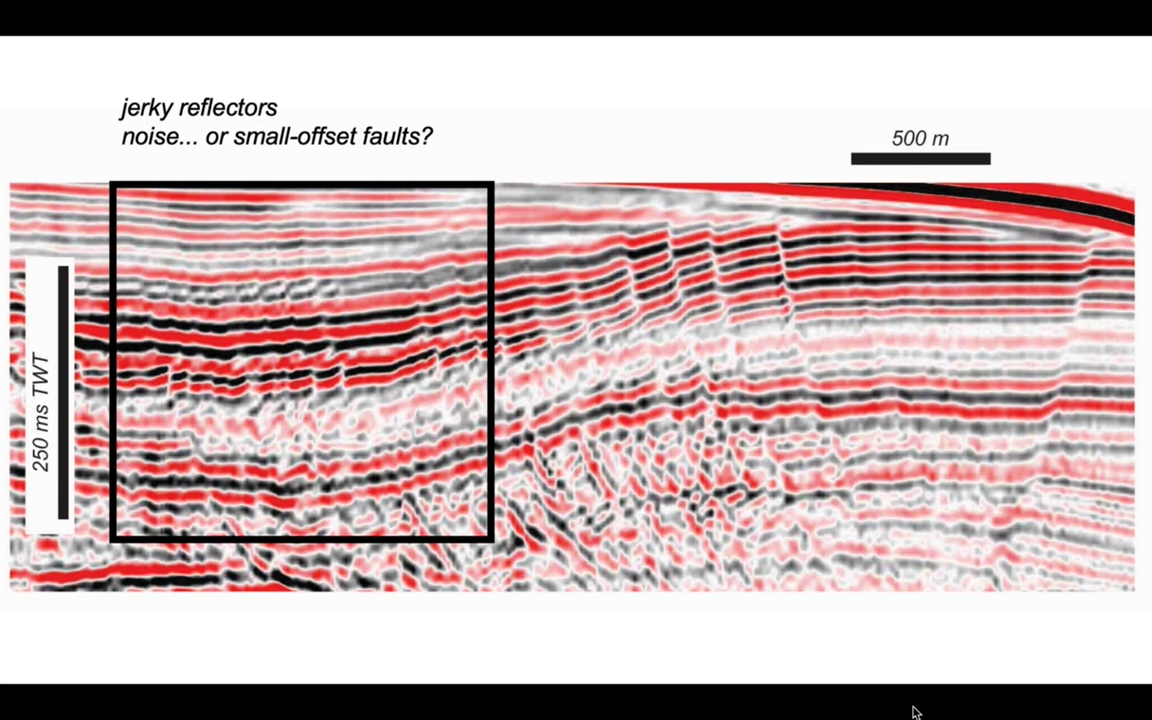 jerky reflectors
noise... or small-offset faults?
500 m
250 ms TWT